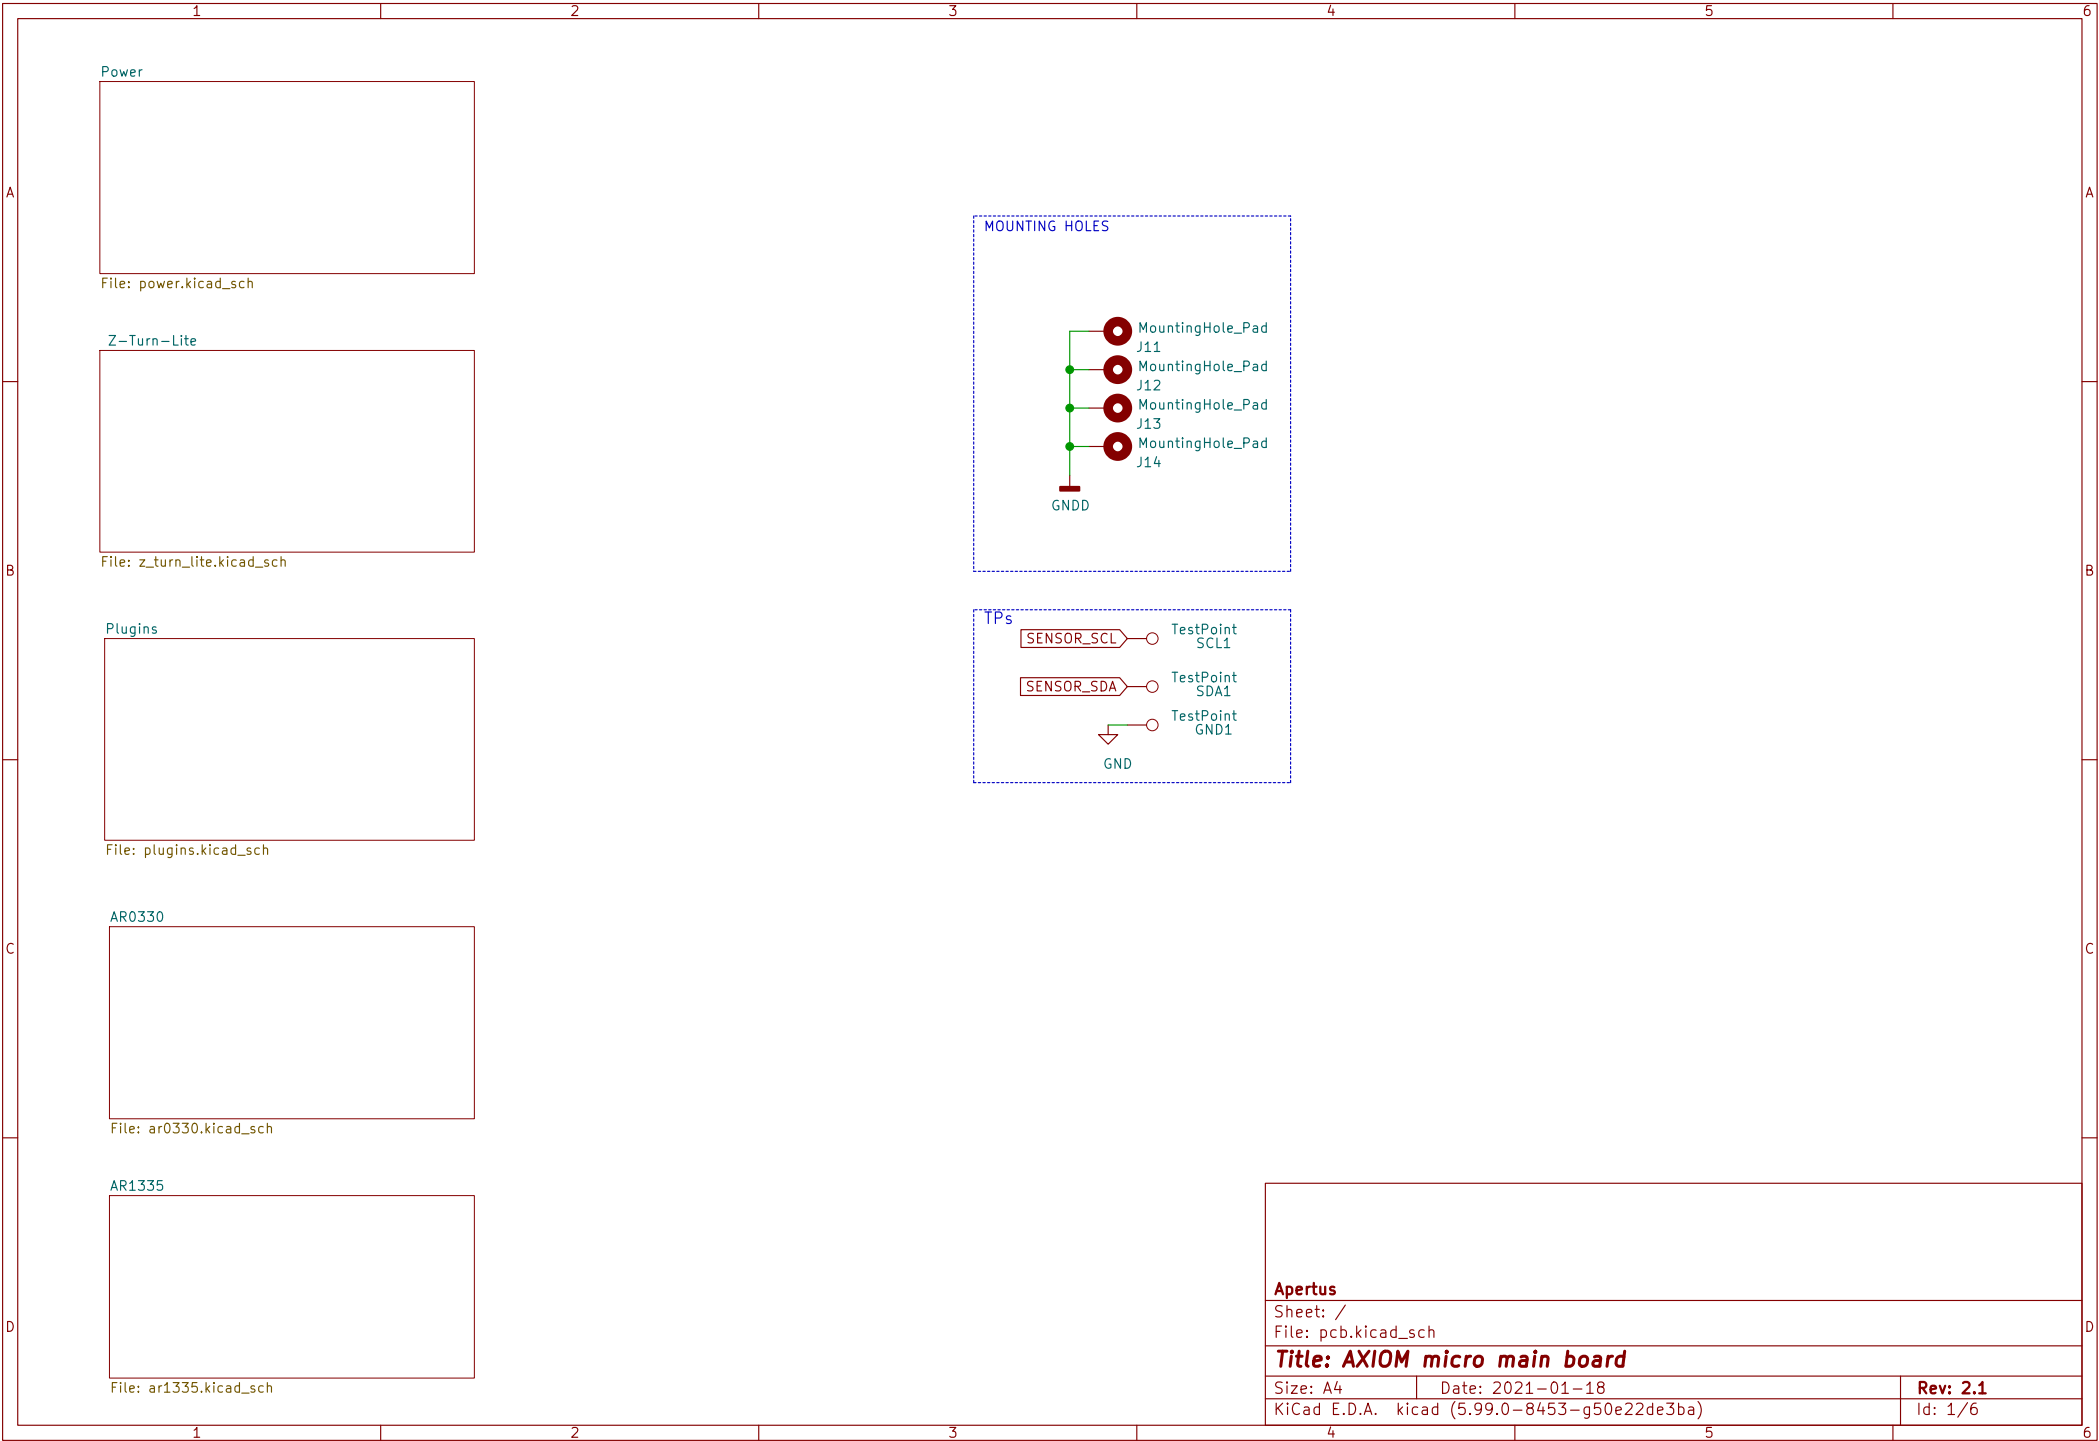 1 2 3 4 5 6
A A
B B
C C
D D
Power
File: power.kicad_sch
Z-Turn-Lite
File: z_turn_lite.kicad_sch
Plugins
File: plugins.kicad_sch
AR0330
File: ar0330.kicad_sch
AR1335
File: ar1335.kicad_sch
MOUNTING HOLES
MountingHole_Pad
J11
MountingHole_Pad
J12
MountingHole_Pad
J13
MountingHole_Pad
J14
GNDD
TPs
SENSOR_SCL
TestPoint
SCL1
SENSOR_SDA
TestPoint
SDA1
TestPoint
GND1
GND
Apertus
Sheet: /
File: pcb.kicad_sch
Title: AXIOM micro main board
Size: A4 Date: 2021-01-18 Rev: 2.1
KiCad E.D.A. kicad (5.99.0-8453-g50e22de3ba) Id: 1/6
1 2 3 4 5 6